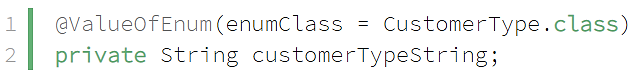 1 @ValueOfEnum(enumClass = CustomerType.class)
2 private String customerTypeString;